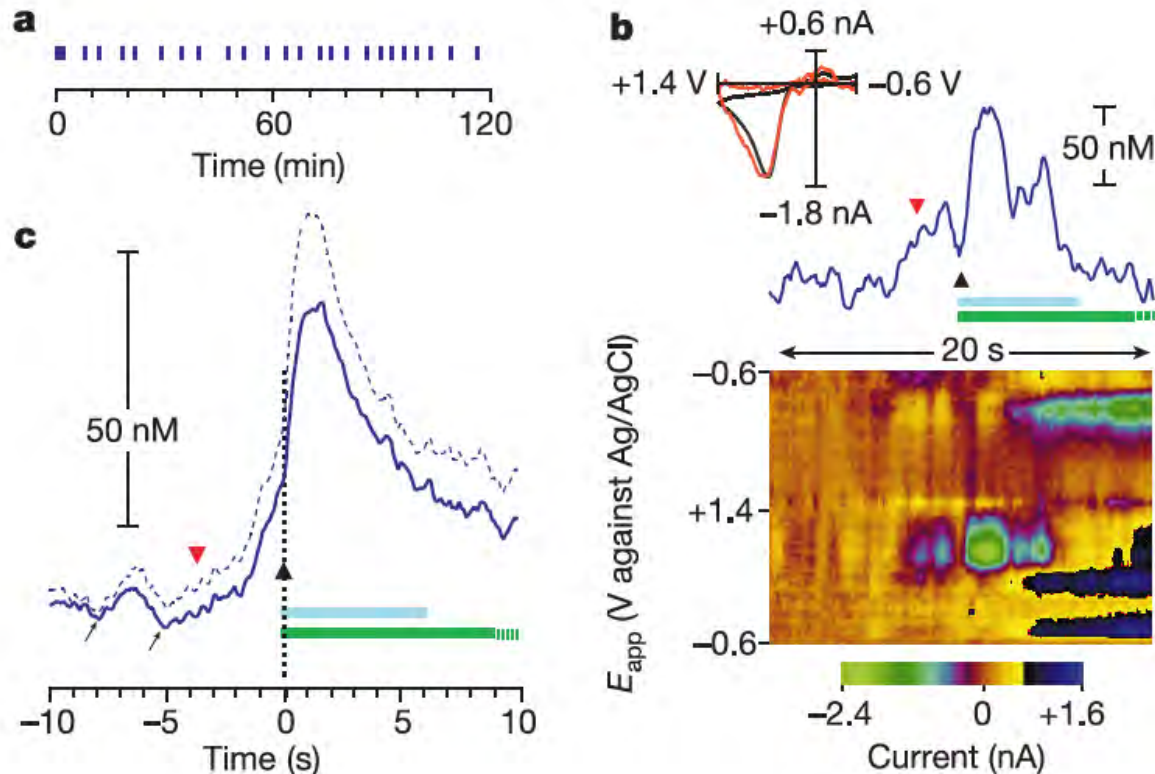 a
0 60 120
Time (min)
b
+0.6 nA
+1.4 V –0.6 V
–1.8 nA
50 nM
20 s
–0.6
+1.4
–0.6
E app (V against Ag/AgCl)
–2.4 0 +1.6
Current (nA)
c
50 nM
–10 –5 0 5 10
Time (s)